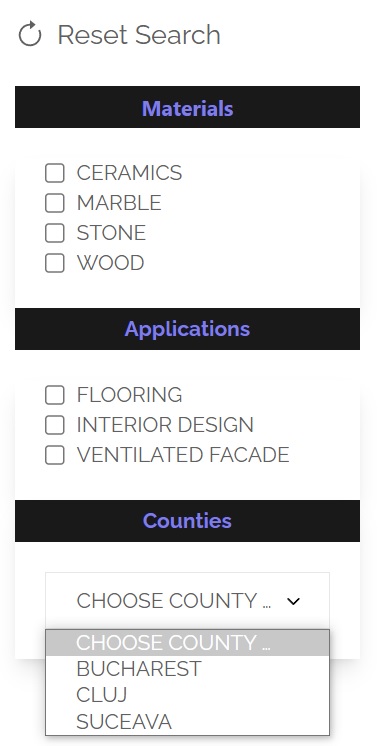 Reset Search
Materials
CERAMICS
MARBLE
STONE
WOOD
Applications
FLOORING
INTERIOR DESIGN
VENTILATED FACADE
Counties
CHOOSE COUNTY ...
CHOOSE COUNTY ...
BUCHAREST
CLUJ
SUCEAVA